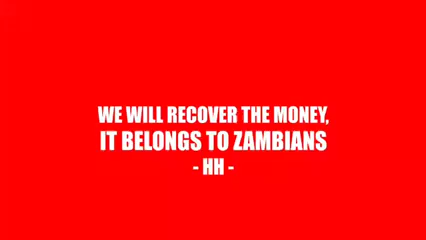 WE WILL RECOVER THE MONEY,
IT BELONGS TO ZAMBIANS
- HH -